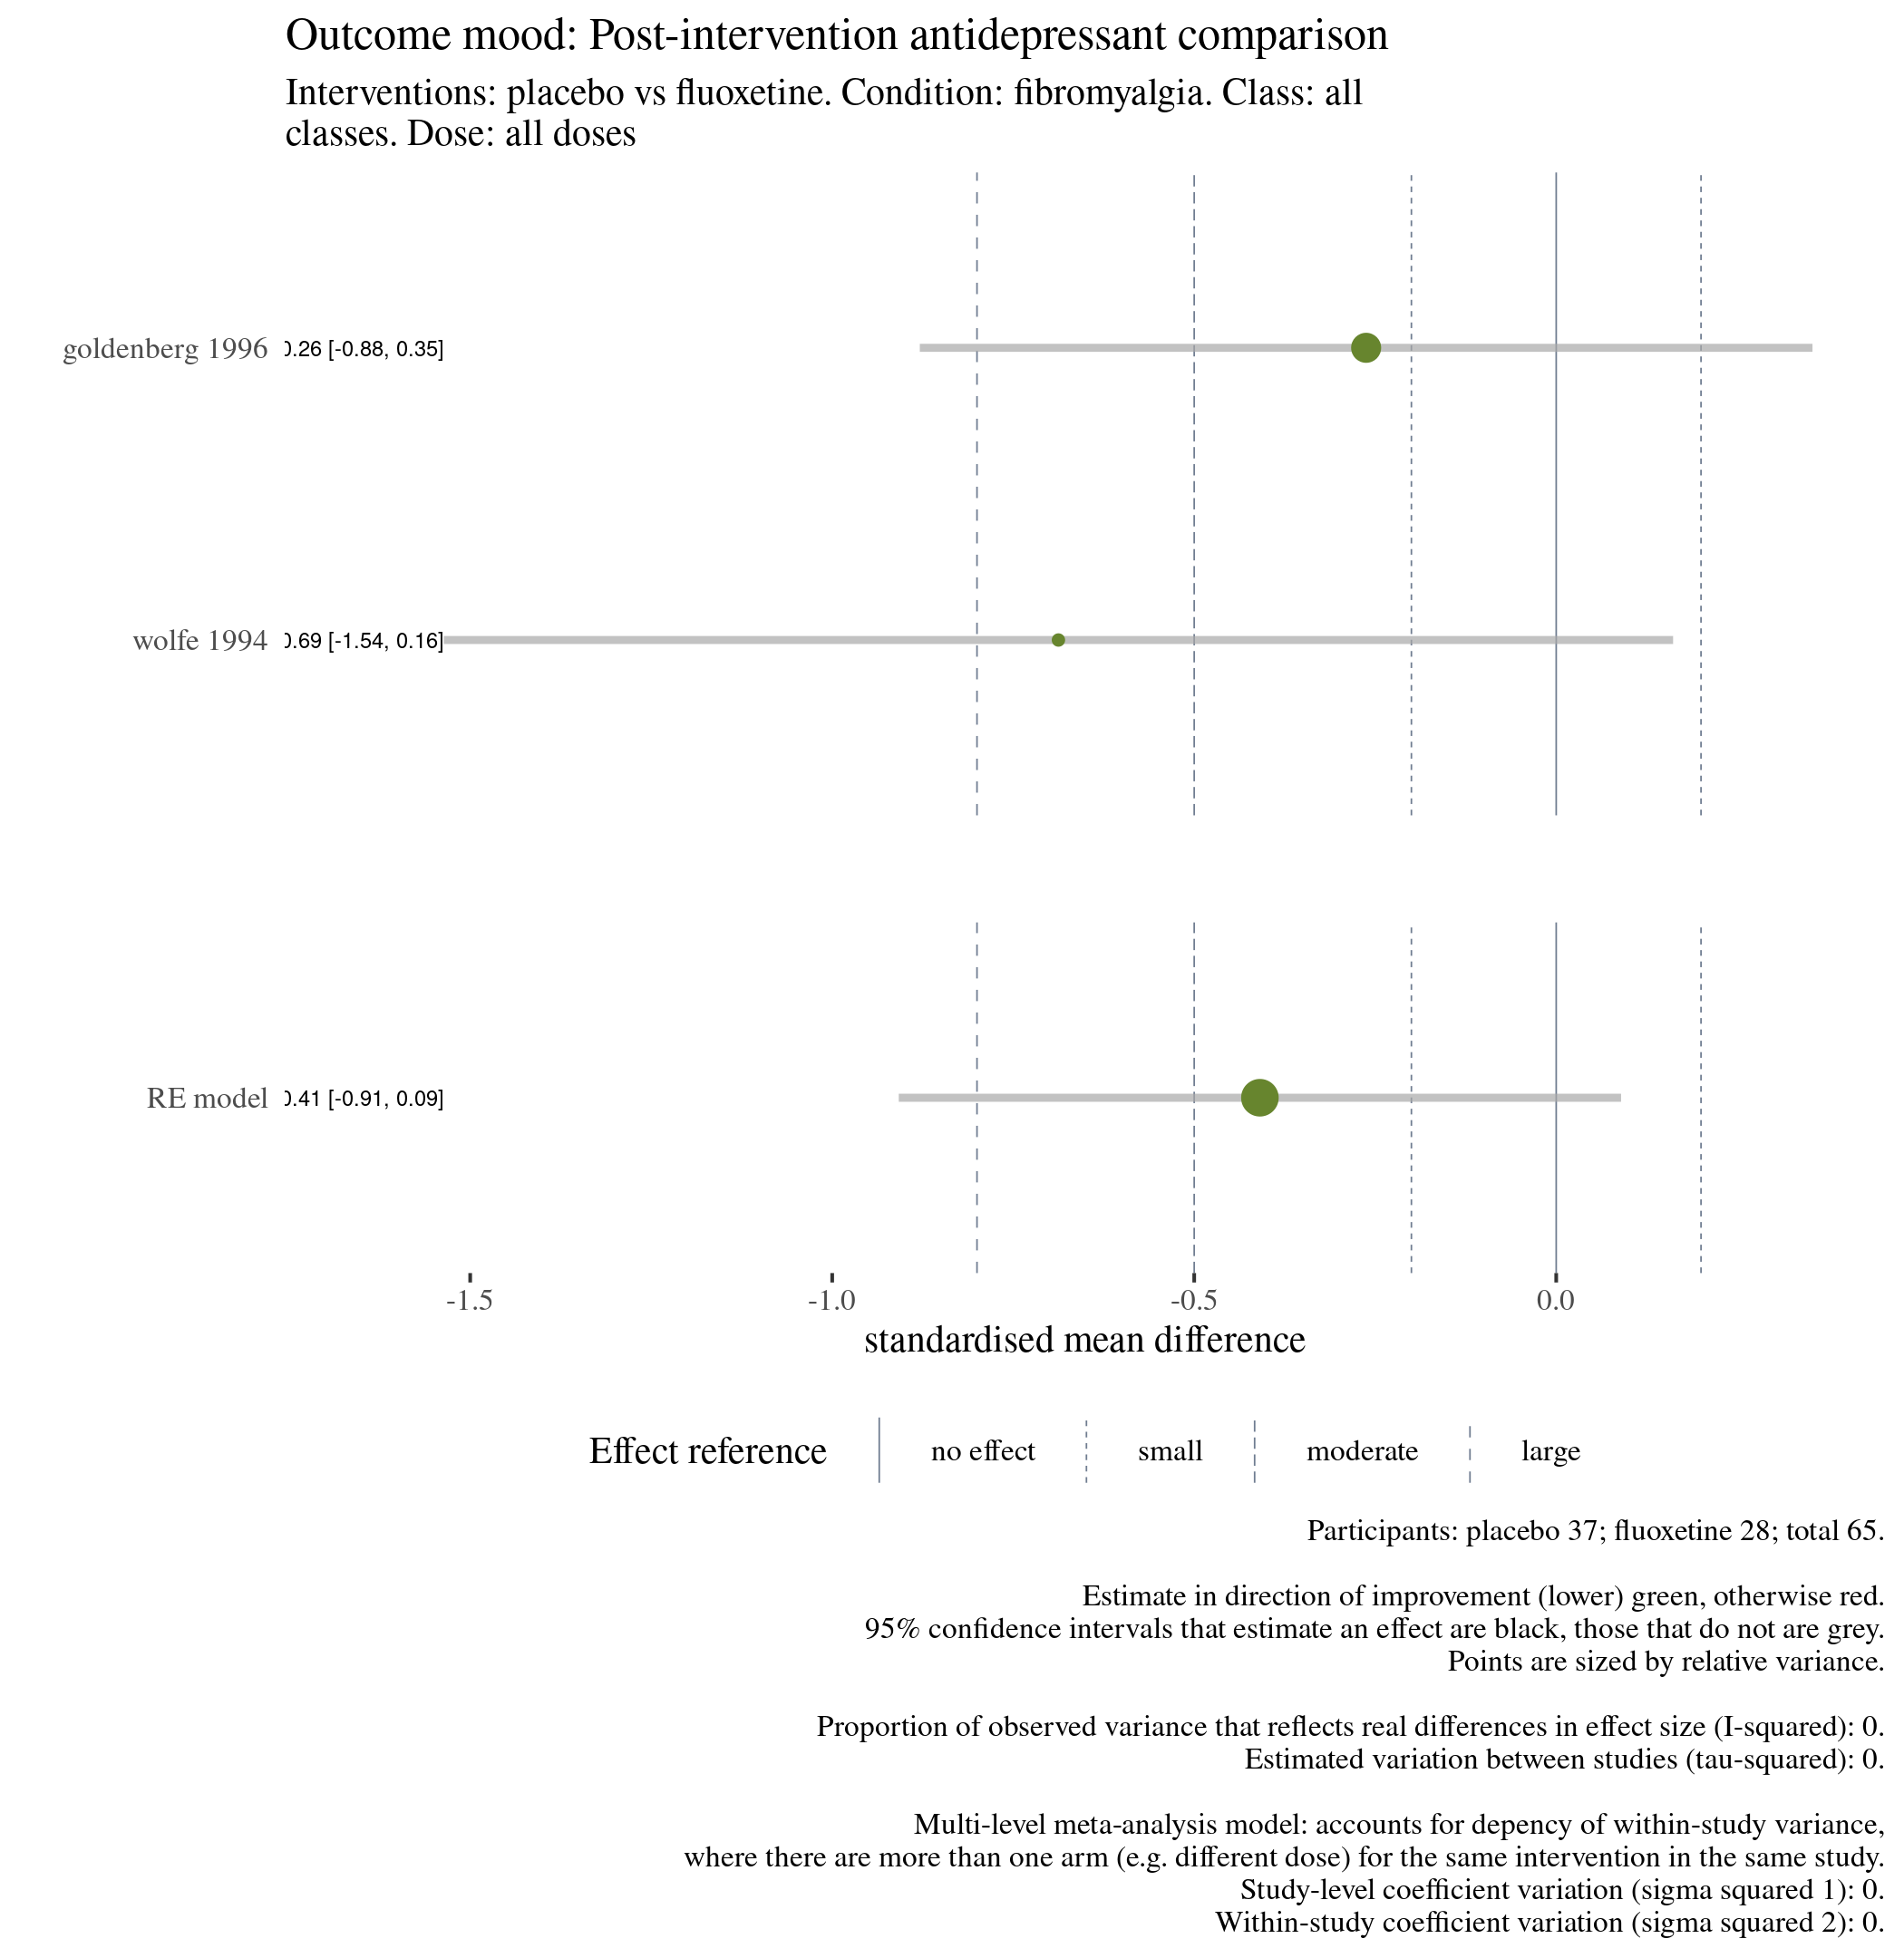 Outcome mood: Post-intervention antidepressant comparison
Interventions: placebo vs fluoxetine. Condition: fibromyalgia. Class: all
classes. Dose: all doses
goldenberg 1996 0.26 [-0.88, 0.35]
wolfe 1994 0.69 [-1.54, 0.16]
RE model 0.41 [-0.91, 0.09]
-1.5 -1.0 -0.5 0.0
standardised mean difference
Effect reference no effect small moderate large
Participants: placebo 37; fluoxetine 28; total 65.
Estimate in direction of improvement (lower) green, otherwise red.
95% confidence intervals that estimate an effect are black, those that do not are grey.
Points are sized by relative variance.
Proportion of observed variance that reflects real differences in effect size (I-squared): 0.
Estimated variation between studies (tau-squared): 0.
Multi-level meta-analysis model: accounts for depency of within-study variance,
where there are more than one arm (e.g. different dose) for the same intervention in the same study.
Study-level coefficient variation (sigma squared 1): 0.
Within-study coefficient variation (sigma squared 2): 0.